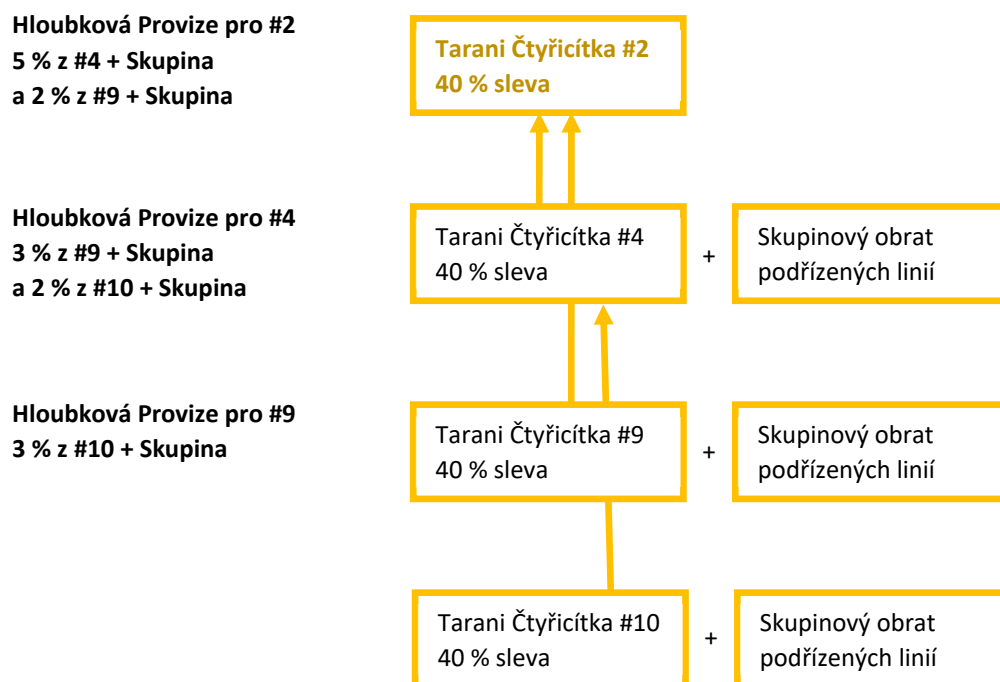 Hloubková Provize pro #2
5 % z #4 + Skupina
a 2 % z #9 + Skupina
Tarani Čtyřicítka #2
40 % sleva
Hloubková Provize pro #4
3 % z #9 + Skupina
a 2 % z #10 + Skupina
Tarani Čtyřicítka #4
40 % sleva
+
Skupinový obrat
podřízených linií
Hloubková Provize pro #9
3 % z #10 + Skupina
Tarani Čtyřicítka #9
40 % sleva
+
Skupinový obrat
podřízených linií
Tarani Čtyřicítka #10
40 % sleva
+
Skupinový obrat
podřízených linií